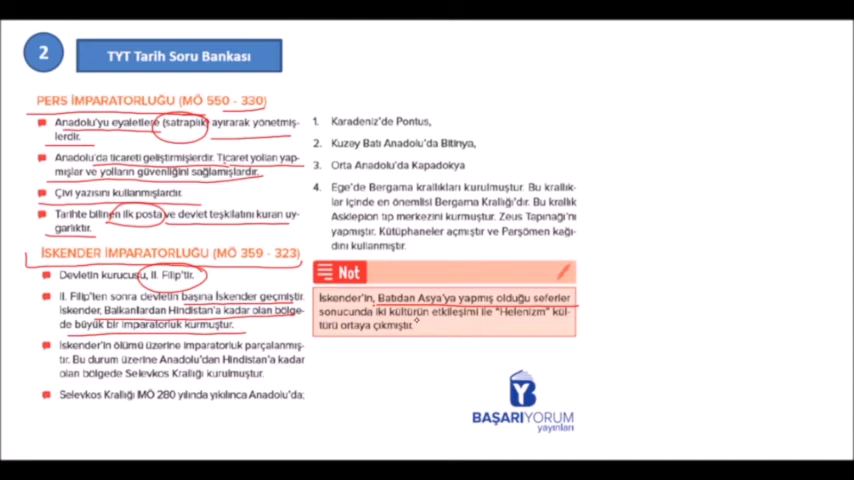 2
TYT Tarih Soru Bankası
PERS İMPARATORLUĞU (MÖ 550 - 330)
Anadolu'yu eyaletlere (satraplık) ayırarak yönetmiş-
lerdir.
Anadolu'da ticareti geliştirmişlerdir. Ticaret yolları yap-
mışlar ve yolların güvenliğini sağlamışlardır.
Çivi yazısını kullanmışlardır.
Tarihte bilinen ilk posta ve devlet teşkilatını kuran uy-
garlıktır.
İSKENDER İMPARATORLUĞU (MÖ 359 - 323)
Devletin kurucusu, II. Filip'tir.
II. Filip'ten sonra devletin başına İskender geçmiştir.
İskender, Balkanlardan Hindistan'a kadar olan bölge-
de büyük bir imparatorluk kurmuştur.
İskender'in ölümü üzerine imparatorluk parçalanmış-
tır. Bu durum üzerine Anadolu'dan Hindistan'a kadar
olan bölgede Selevkos Krallığı kurulmuştur.
Selevkos Krallığı MÖ 280 yılında yıkılınca Anadolu'da;
1. Karadeniz'de Pontus,
2. Kuzey Batı Anadolu'da Bitinya,
3. Orta Anadolu'da Kapadokya
4. Ege'de Bergama krallıkları kurulmuştur. Bu krallık-
lar içinde en önemlisi Bergama Krallığı'dır. Bu krallık
Asklepion tıp merkezini kurmuştur. Zeus Tapınağı'nı
yapmıştır. Kütüphaneler açmıştır ve Parşömen kağı-
dını kullanmıştır.
Not
İskender'in, Batıdan Asya'ya yapmış olduğu seferler
sonucunda iki kültürün etkileşimi ile "Helenizm" kül-
türü ortaya çıkmıştır.
BAŞARIYORUM
yayınları